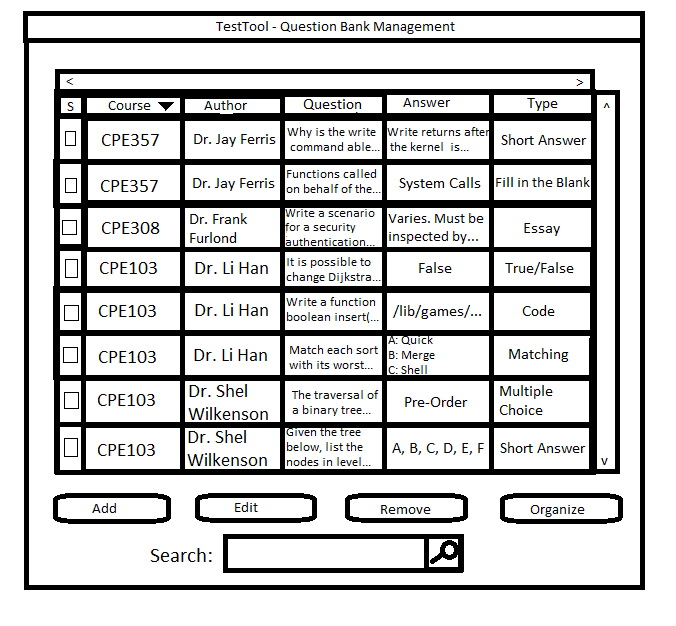 TestTool - Question Bank Management
< >
S Course Author Question Answer Type ^
CPE357 Dr. Jay Ferris Why is the write command able... Write returns after the kernel is... Short Answer
CPE357 Dr. Jay Ferris Functions called on behalf of the... System Calls Fill in the Blank
CPE308 Dr. Frank Furlond Write a scenario for a security authentication... Varies. Must be inspected by... Essay
CPE103 Dr. Li Han It is possible to change Dijkstra... False True/False
CPE103 Dr. Li Han Write a function boolean insert(... /lib/games/... Code
CPE103 Dr. Li Han Match each sort with its worst... A: Quick B: Merge C: Shell Matching
CPE103 Dr. Shel Wilkenson The traversal of a binary tree... Pre-Order Multiple Choice
CPE103 Dr. Shel Wilkenson Given the tree below, list the nodes in level... A, B, C, D, E, F Short Answer v
Add Edit Remove Organize
Search: